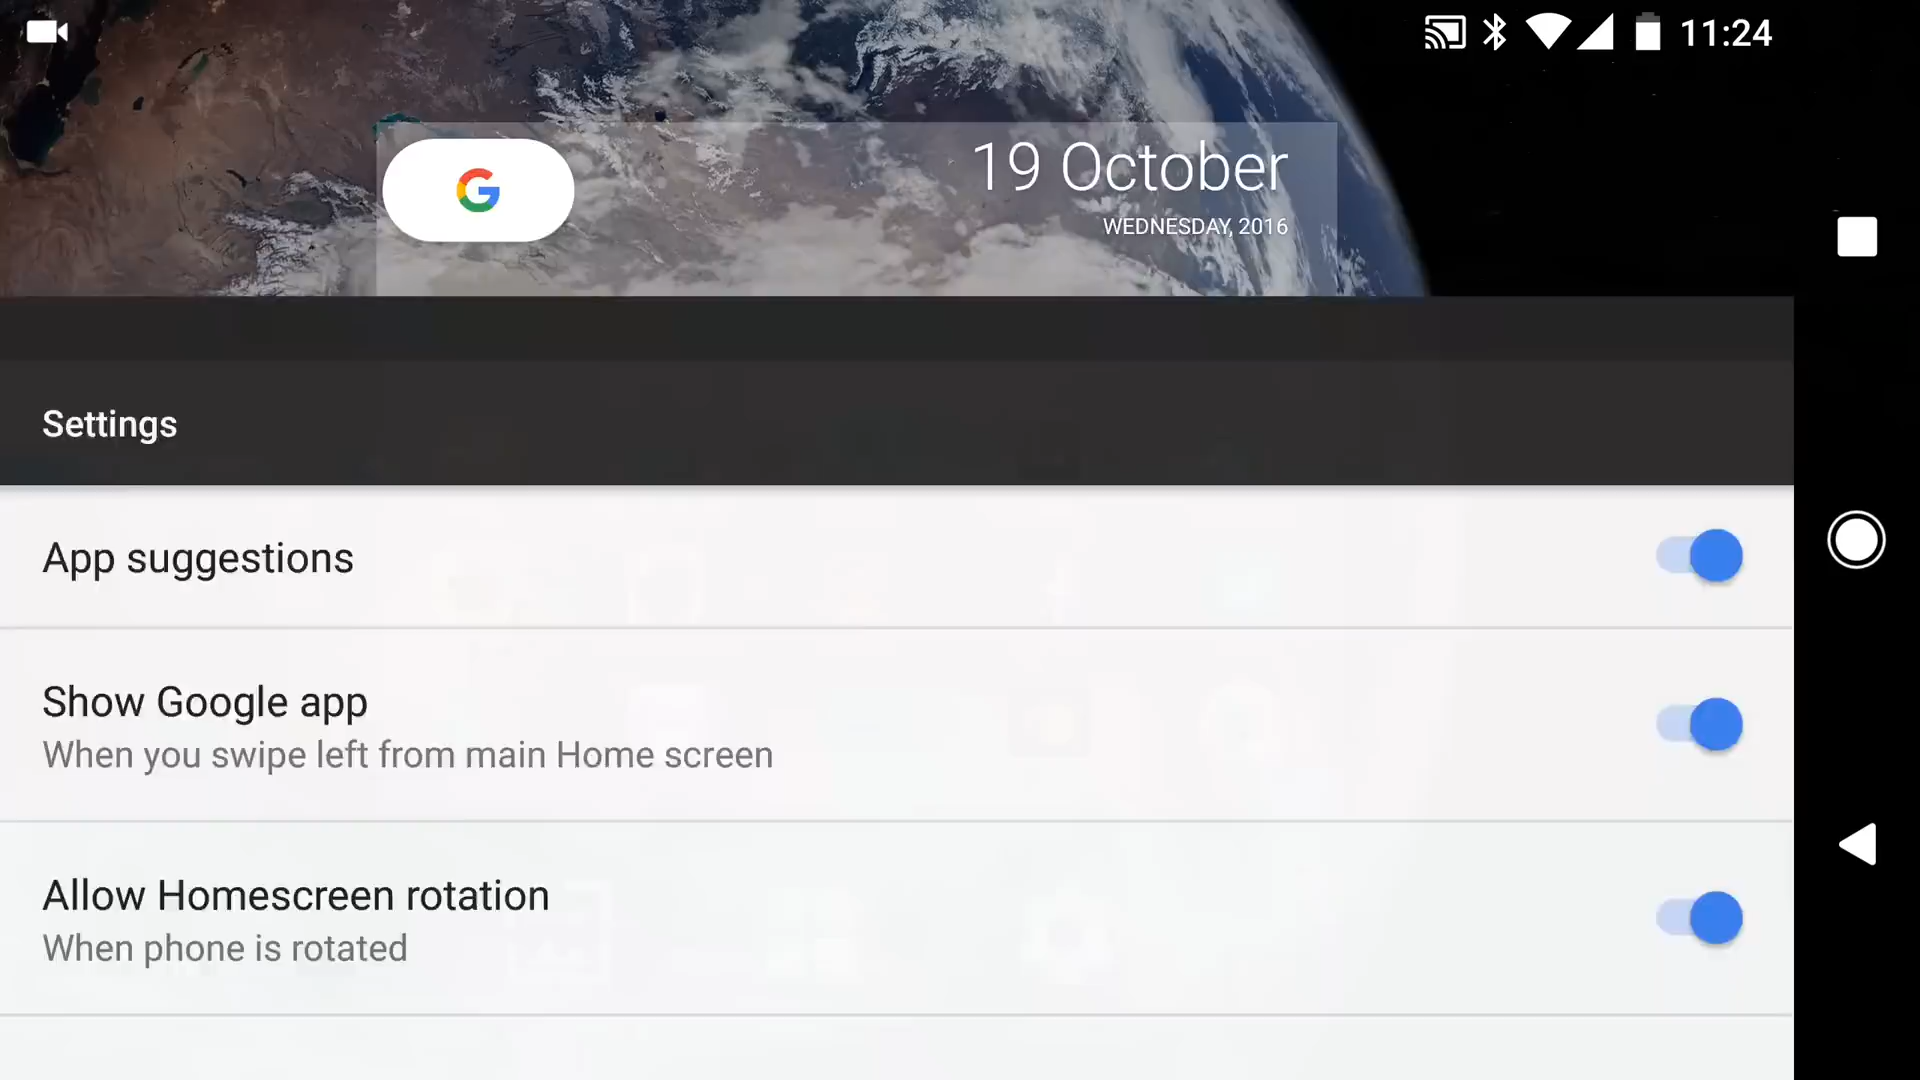 11:24
G
19 October
WEDNESDAY, 2016
Settings
App suggestions
Show Google app
When you swipe left from main Home screen
Allow Homescreen rotation
When phone is rotated